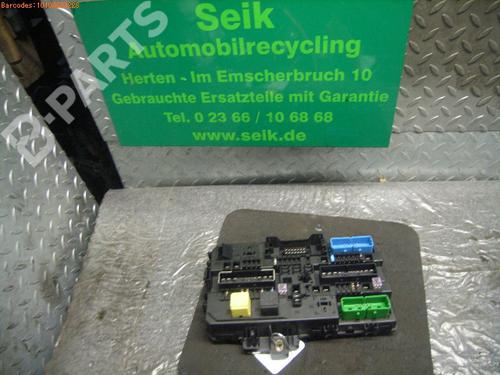 Seik
Automobilrecycling
Herten - Im Emscherbruch 10
Gebrauchte Ersatzteile mit Garantie
Tel. 0 23 66 / 10 68 68
www.seik.de
B-PARTS